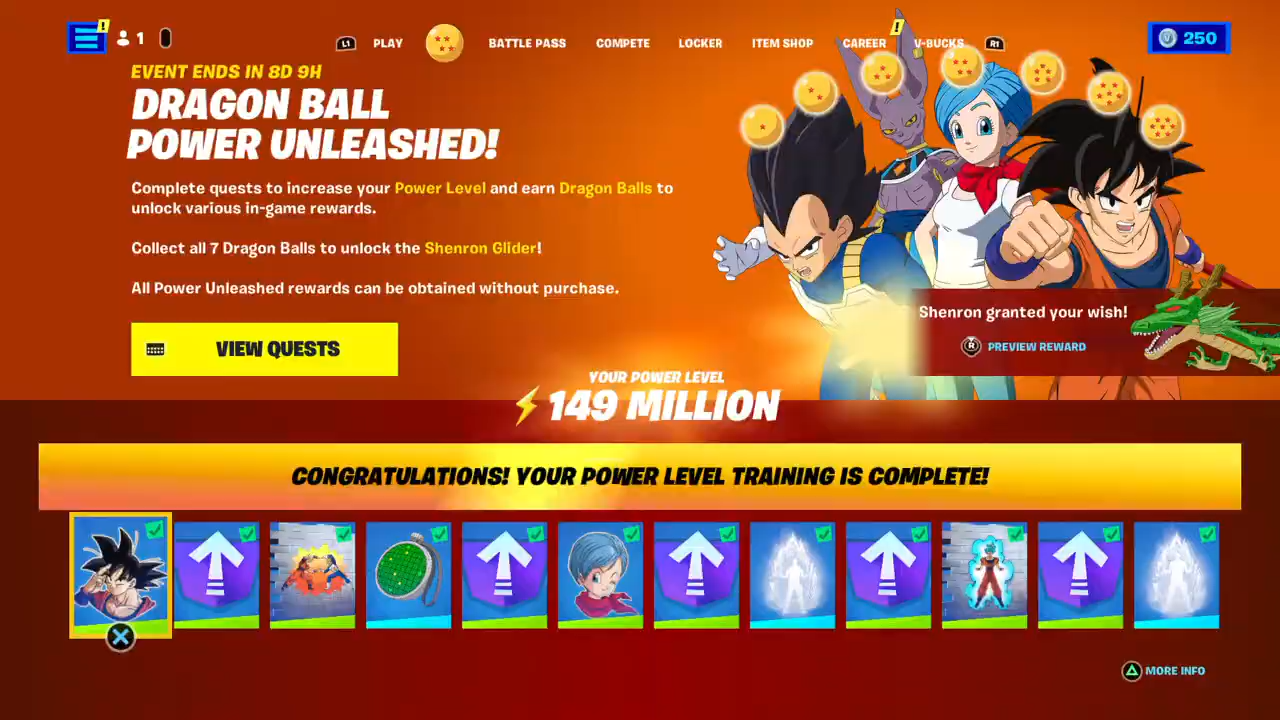 ! 1 L1 PLAY BATTLE PASS COMPETE LOCKER ITEM SHOP CAREER ! V-BUCKS R1 V 250
EVENT ENDS IN 8D 9H
DRAGON BALL
POWER UNLEASHED!
Complete quests to increase your Power Level and earn Dragon Balls to
unlock various in-game rewards.
Collect all 7 Dragon Balls to unlock the Shenron Glider!
All Power Unleashed rewards can be obtained without purchase.
VIEW QUESTS
Shenron granted your wish!
R PREVIEW REWARD
YOUR POWER LEVEL
149 MILLION
CONGRATULATIONS! YOUR POWER LEVEL TRAINING IS COMPLETE!
MORE INFO